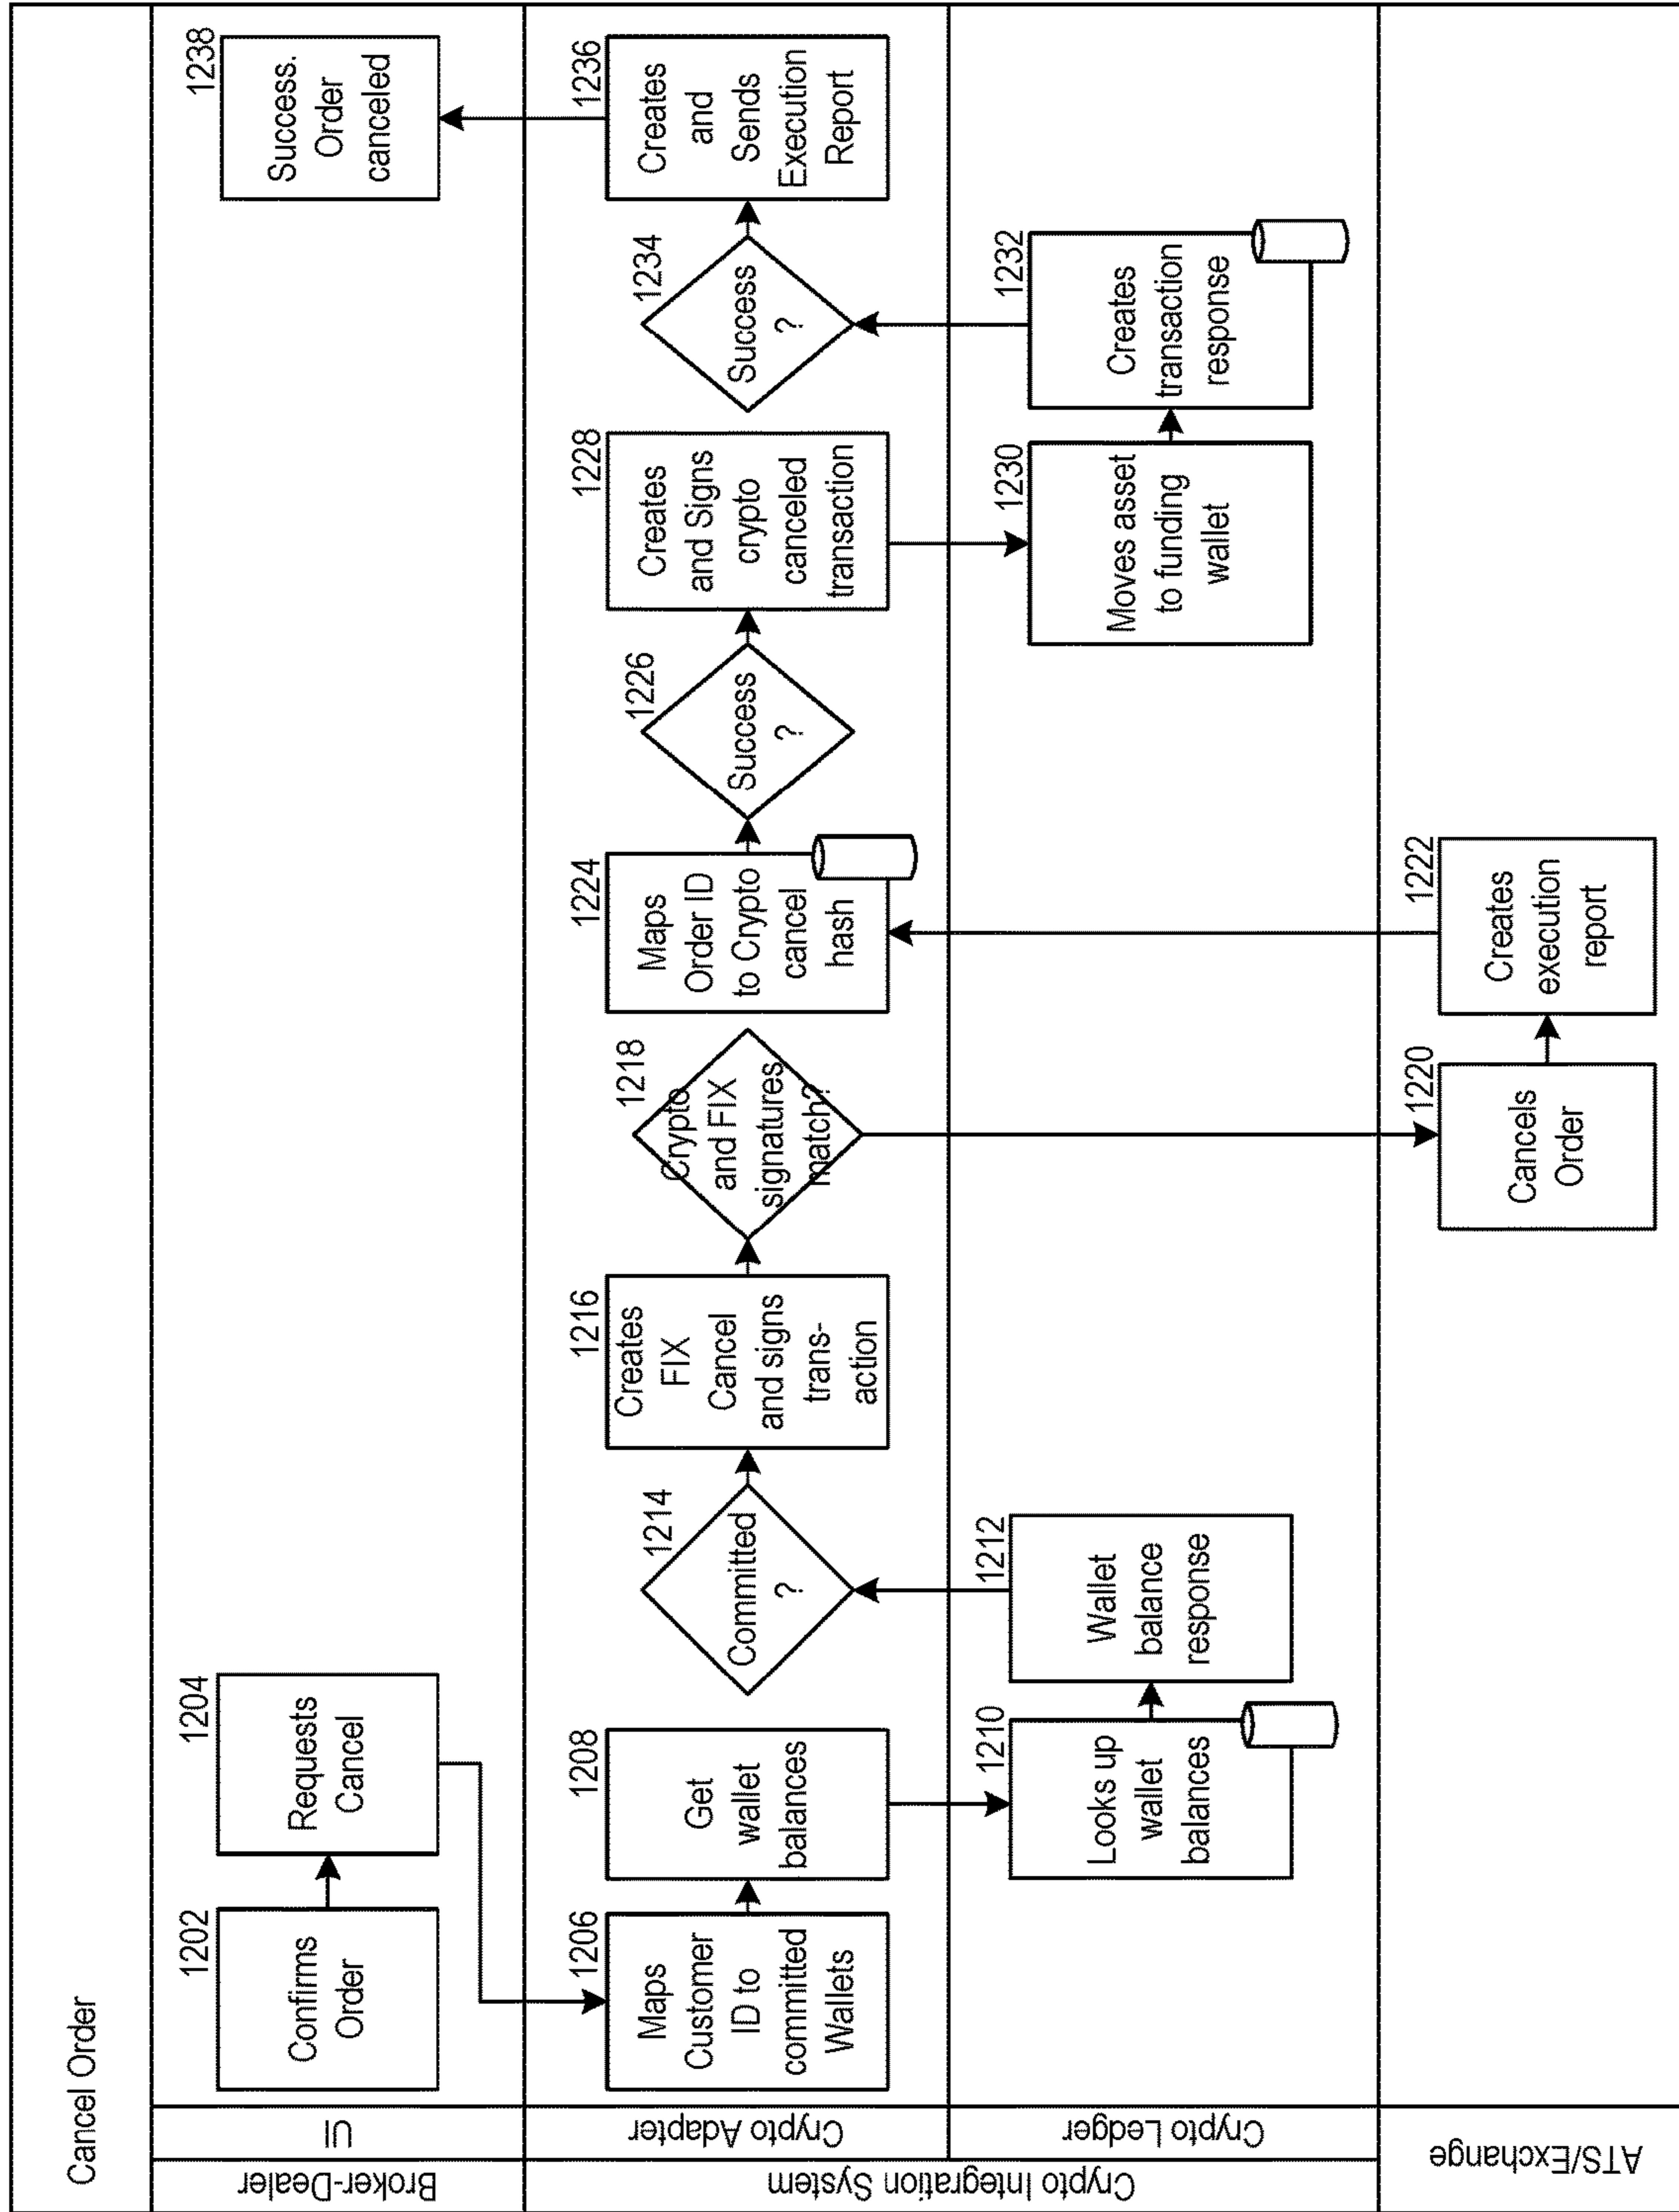 Cancel Order
Broker-Dealer
UI
1202
Confirms
Order
1204
Requests
Cancel
1238
Success.
Order
canceled
Crypto Integration System
Crypto Adapter
1206
Maps
Customer
ID to
committed
Wallets
1208
Get
wallet
balances
1214
Committed
?
1216
Creates
FIX
Cancel
and signs
trans-
action
1218
Crypto
and FIX
signatures
match?
1224
Maps
Order ID
to Crypto
cancel
hash
1226
Success
?
1228
Creates
and Signs
crypto
canceled
transaction
1234
Success
?
1236
Creates
and
Sends
Execution
Report
Crypto Ledger
1210
Looks up
wallet
balances
1212
Wallet
balance
response
1230
Moves asset
to funding
wallet
1232
Creates
transaction
response
ATS/Exchange
1220
Cancels
Order
1222
Creates
execution
report